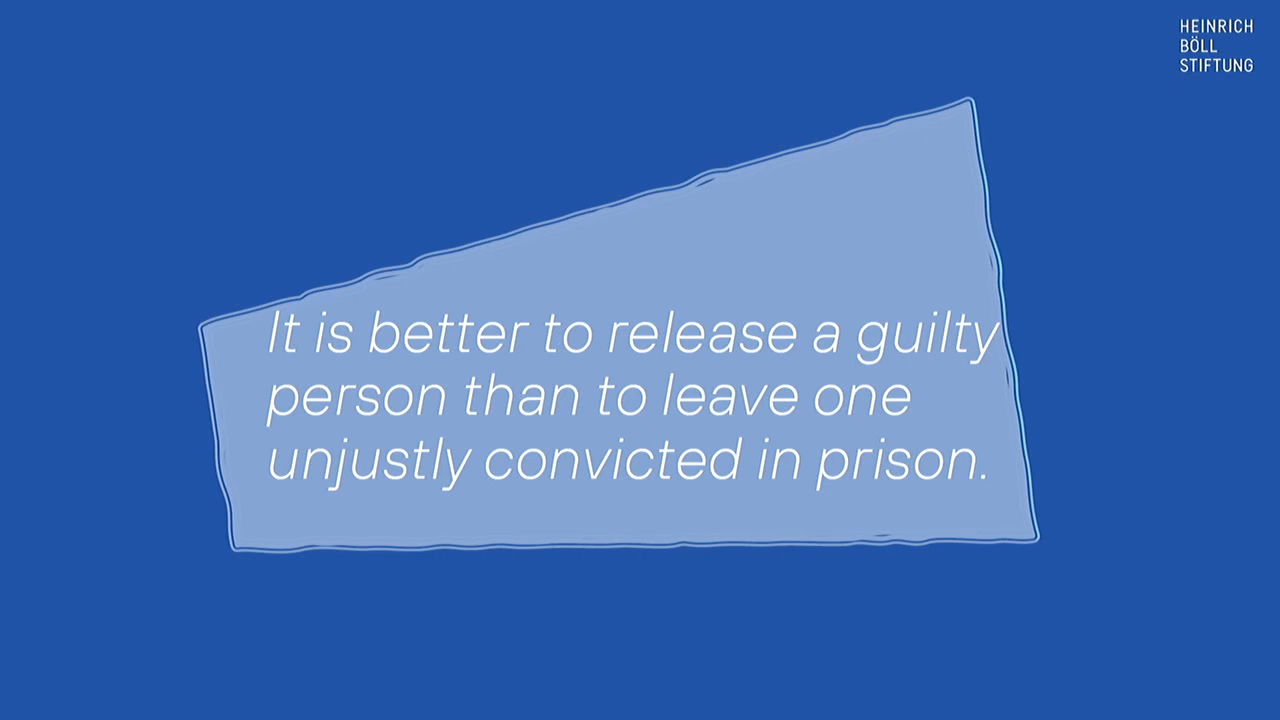 HEINRICH
BÖLL
STIFTUNG
It is better to release a guilty
person than to leave one
unjustly convicted in prison.